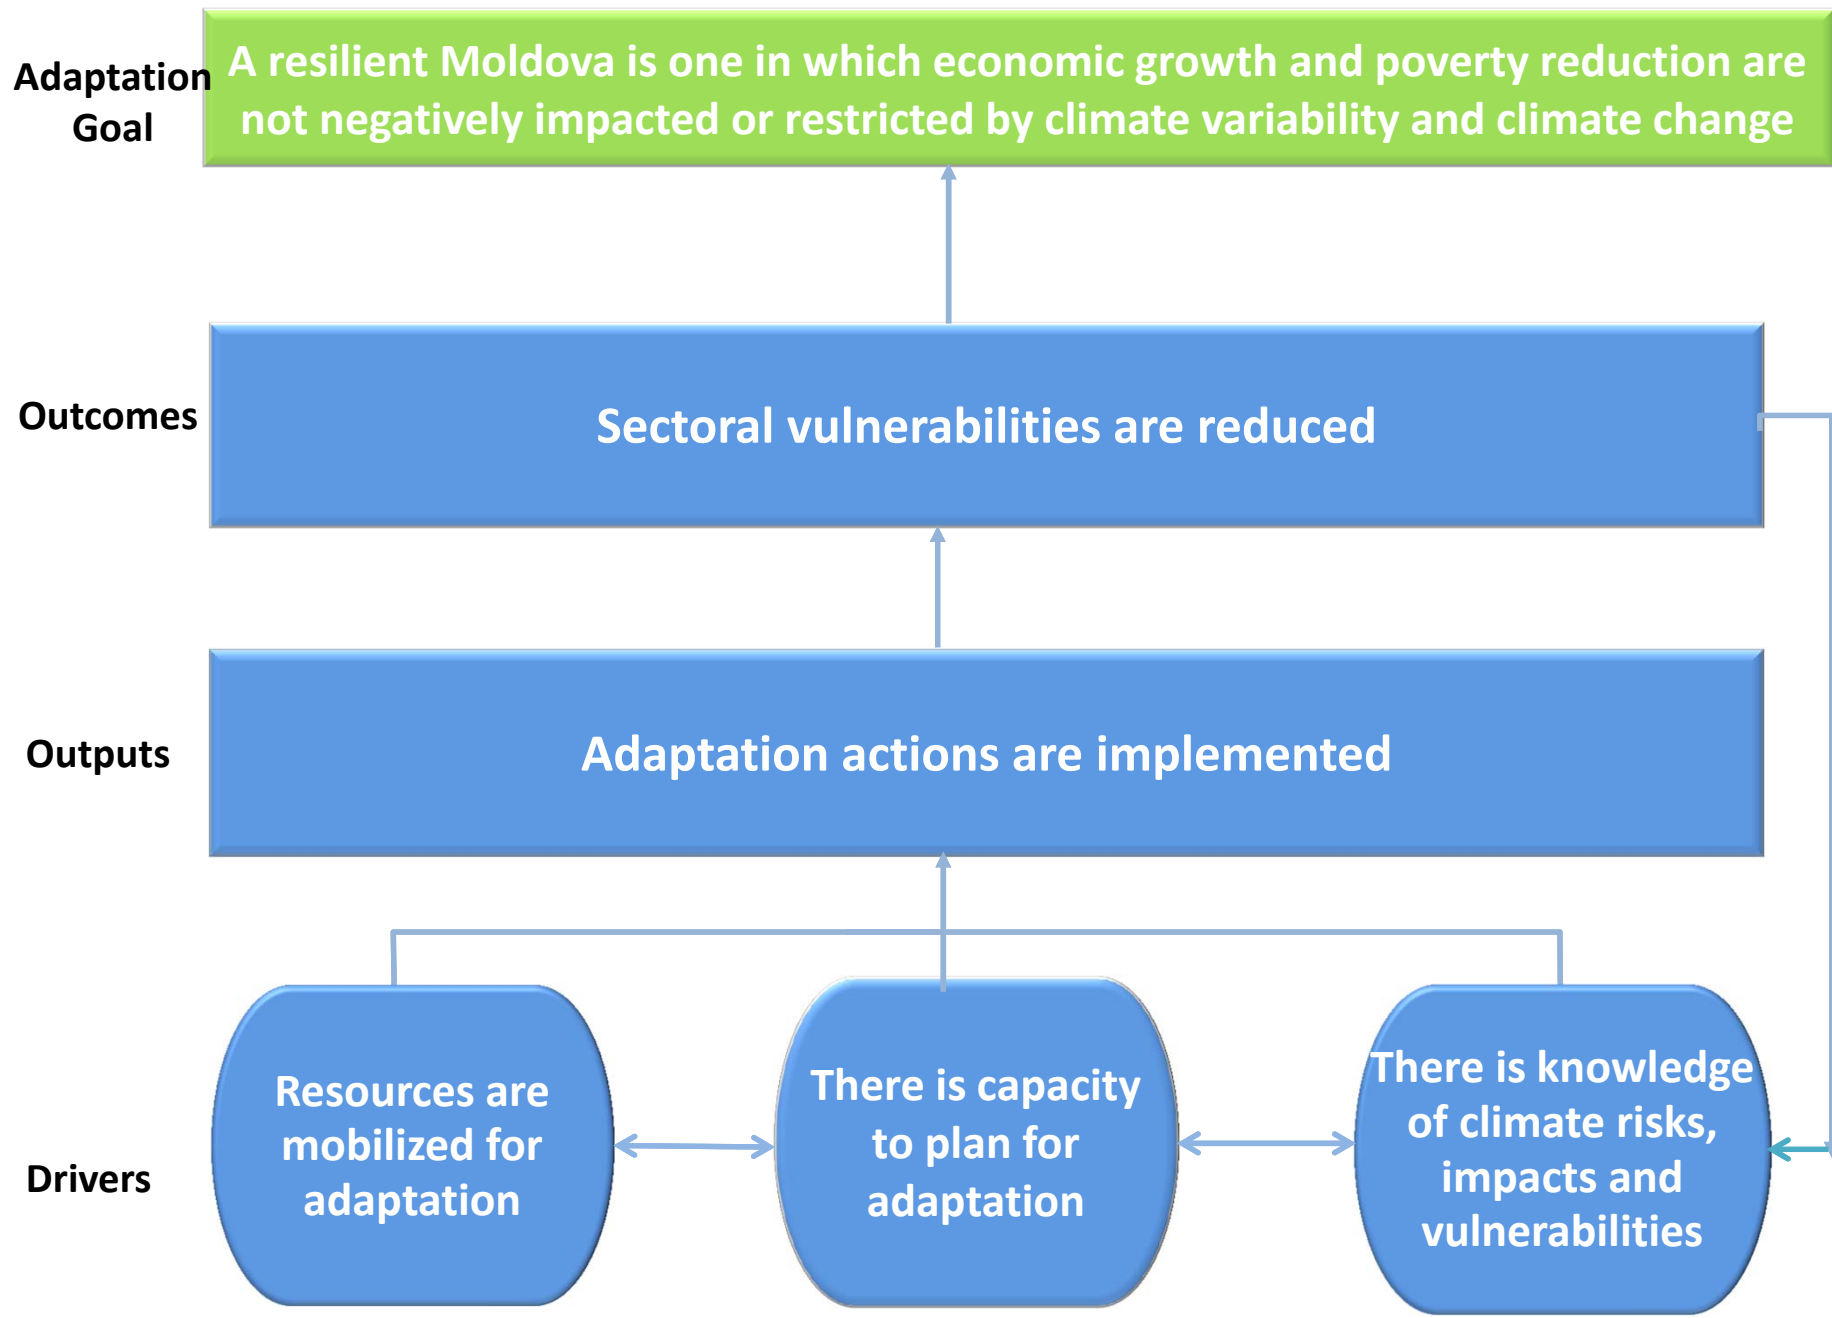 Adaptation
Goal
A resilient Moldova is one in which economic growth and poverty reduction are
not negatively impacted or restricted by climate variability and climate change
Outcomes
Sectoral vulnerabilities are reduced
Outputs
Adaptation actions are implemented
Drivers
Resources are
mobilized for
adaptation
There is capacity
to plan for
adaptation
There is knowledge
of climate risks,
impacts and
vulnerabilities